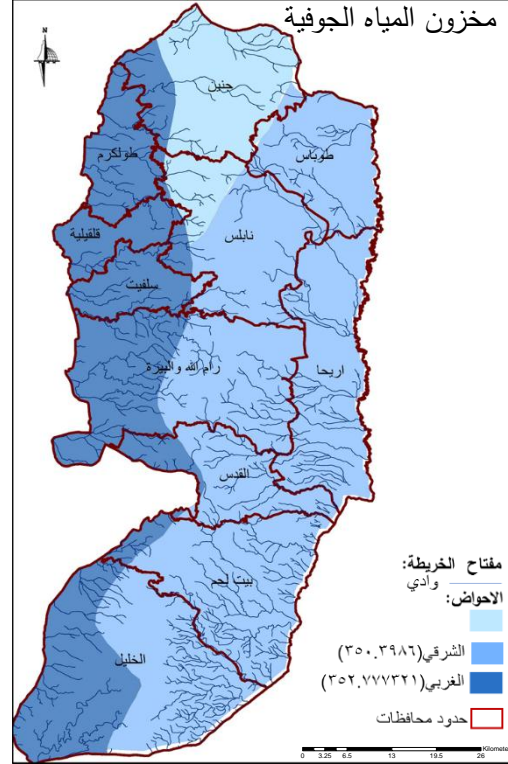 مخزون المياه الجوفية
N
جنين
طولكرم
طوباس
قلقيلية
نابلس
سلفيت
رام الله والبيرة
اريحا
القدس
بيت لحم
الخليل
مفتاح الخريطة:
وادي
الاحواض:
الشرقي(٣٥٠.٣٩٨٦)
الغربي(٣٥٢.٧٧٧٣٢١)
حدود محافظات
Kilometers
0 3.25 6.5 13 19.5 26